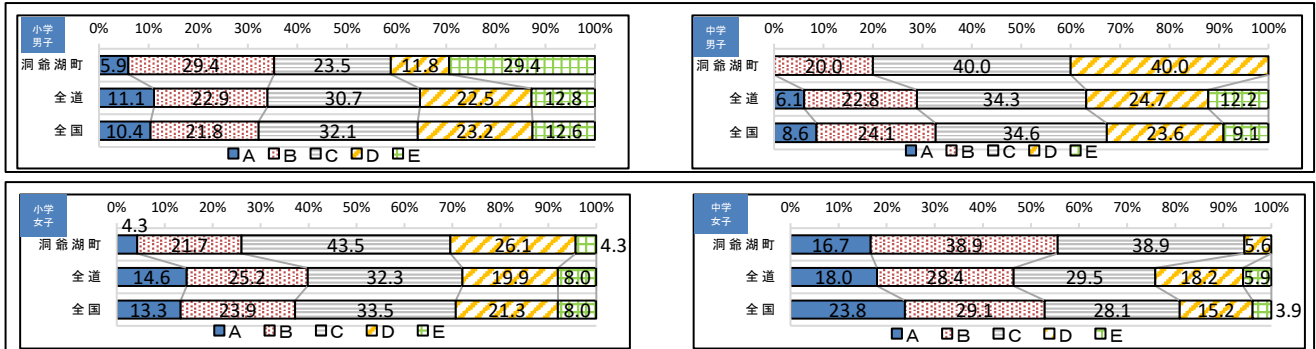 小学
男子
0% 10% 20% 30% 40% 50% 60% 70% 80% 90% 100%
洞爺湖町 5.9 29.4 23.5 11.8 29.4
全道 11.1 22.9 30.7 22.5 12.8
全国 10.4 21.8 32.1 23.2 12.6
A B C D E
中学
男子
0% 10% 20% 30% 40% 50% 60% 70% 80% 90% 100%
洞爺湖町 20.0 40.0 40.0
全道 6.1 22.8 34.3 24.7 12.2
全国 8.6 24.1 34.6 23.6 9.1
A B C D E
小学
女子
0% 10% 20% 30% 40% 50% 60% 70% 80% 90% 100%
洞爺湖町 4.3 21.7 43.5 26.1 4.3
全道 14.6 25.2 32.3 19.9 8.0
全国 13.3 23.9 33.5 21.3 8.0
A B C D E
中学
女子
0% 10% 20% 30% 40% 50% 60% 70% 80% 90% 100%
洞爺湖町 16.7 38.9 38.9 5.6
全道 18.0 28.4 29.5 18.2 5.9
全国 23.8 29.1 28.1 15.2 3.9
A B C D E